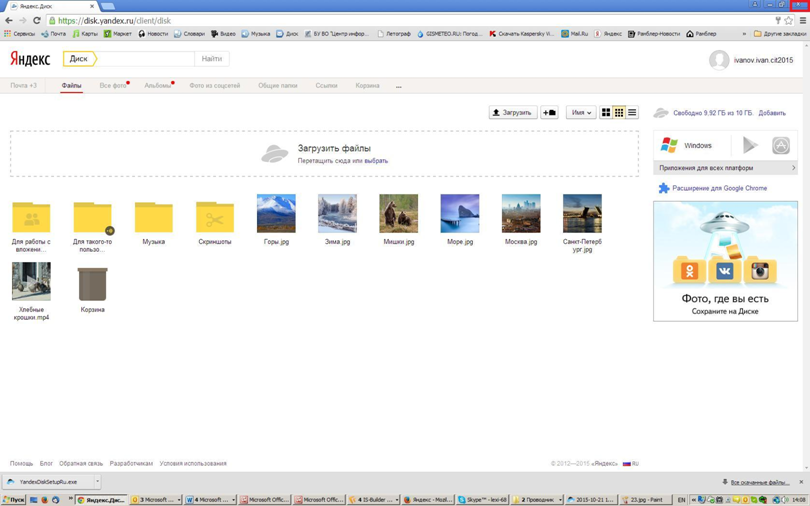 Яндекс.Диск
https://disk.yandex.ru/client/disk
Сервисы Почта Карты Маркет Новости Словари Видео Музыка Диск БУ ВО "Центр инфор... Летограф GISMETEO.RU: Погод... Скачать Kaspersky Vi... Mail.Ru Яндекс Рамблер-Новости Рамблер » Другие закладки
Яндекс Диск Найти ivanov.ivan.cit2015
Почта +3 Файлы Все фото Альбомы Фото из соцсетей Общие папки Ссылки Корзина ...
Загрузить Имя Свободно 9.92 ГБ из 10 ГБ. Добавить
Загрузить файлы
Перетащить сюда или выбрать
Windows
Приложения для всех платформ
Расширение для Google Chrome
Для работы с
вложени...
Для такого-то
пользо...
Музыка
Скриншоты
Горы.jpg
Зима.jpg
Мишки.jpg
Море.jpg
Москва.jpg
Санкт-Петерб
ург.jpg
Хлебные
крошки.mp4
Корзина
Фото, где вы есть
Сохраните на Диске
Помощь Блог Обратная связь Разработчикам Условия использования © 2012—2015 «Яндекс» RU
YandexDiskSetupRu.exe Все скачанные файлы...
Пуск » Яндекс.Дис... 3 Microsoft ... 4 Microsoft ... Microsoft Offic... Microsoft Offic... 4 IS-Builder ... Яндекс - Mozil... Skype™ - lexi-68 2 Проводник 2015-10-21 1... 23.jpg - Paint EN « 14:08